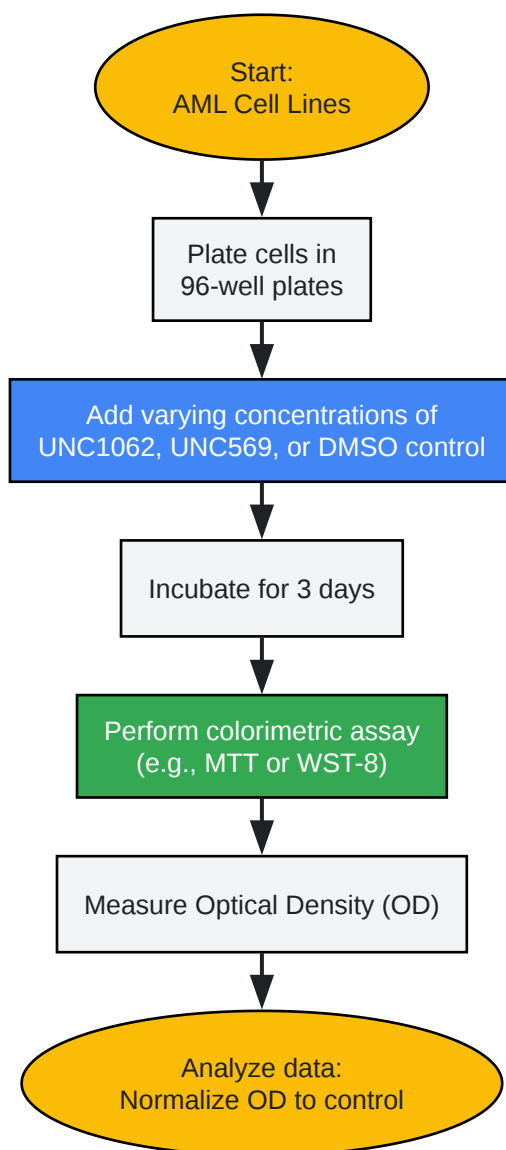 Start:
AML Cell Lines
Plate cells in
96-well plates
Add varying concentrations of
UNC1062, UNC569, or DMSO control
Incubate for 3 days
Perform colorimetric assay
(e.g., MTT or WST-8)
Measure Optical Density (OD)
Analyze data:
Normalize OD to control